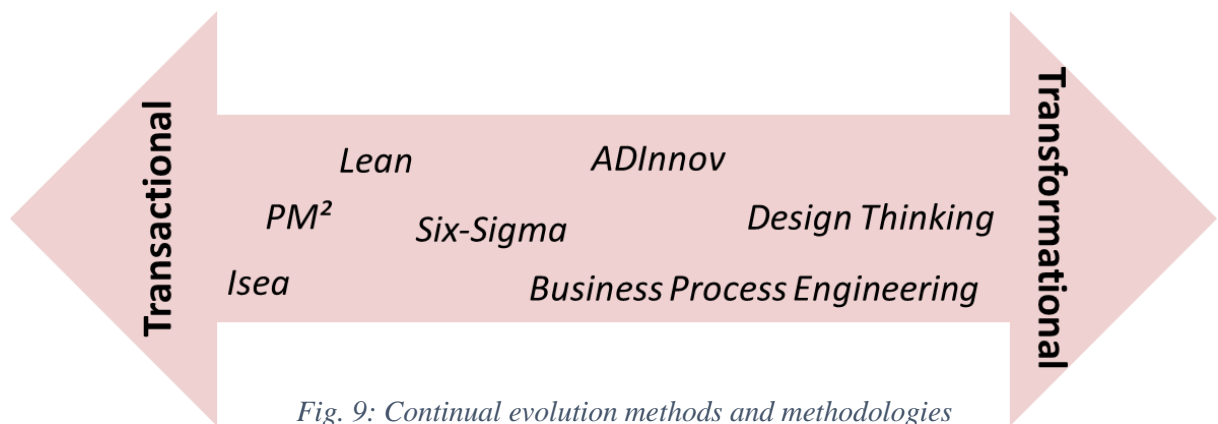 Transactional
Lean
ADInnov
PM²
Six-Sigma
Design Thinking
Isea
Business Process Engineering
Transformational
Fig. 9: Continual evolution methods and methodologies